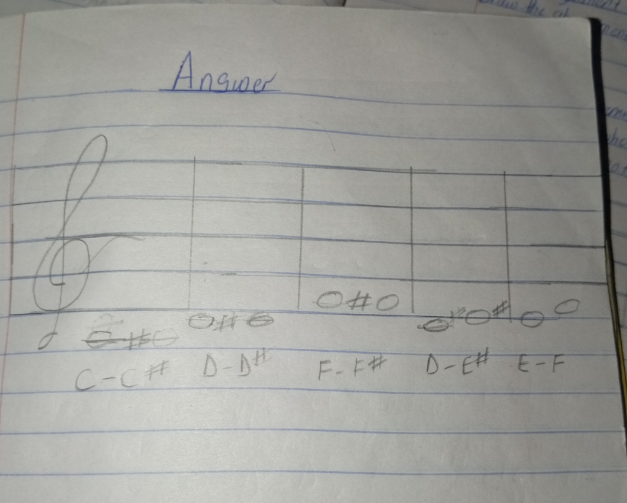 Answer
C-C# D-D# F-F# D-E# E-F